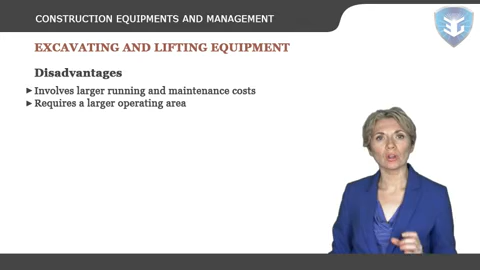 CONSTRUCTION EQUIPMENTS AND MANAGEMENT
EXCAVATING AND LIFTING EQUIPMENT
Disadvantages
Involves larger running and maintenance costs
Requires a larger operating area